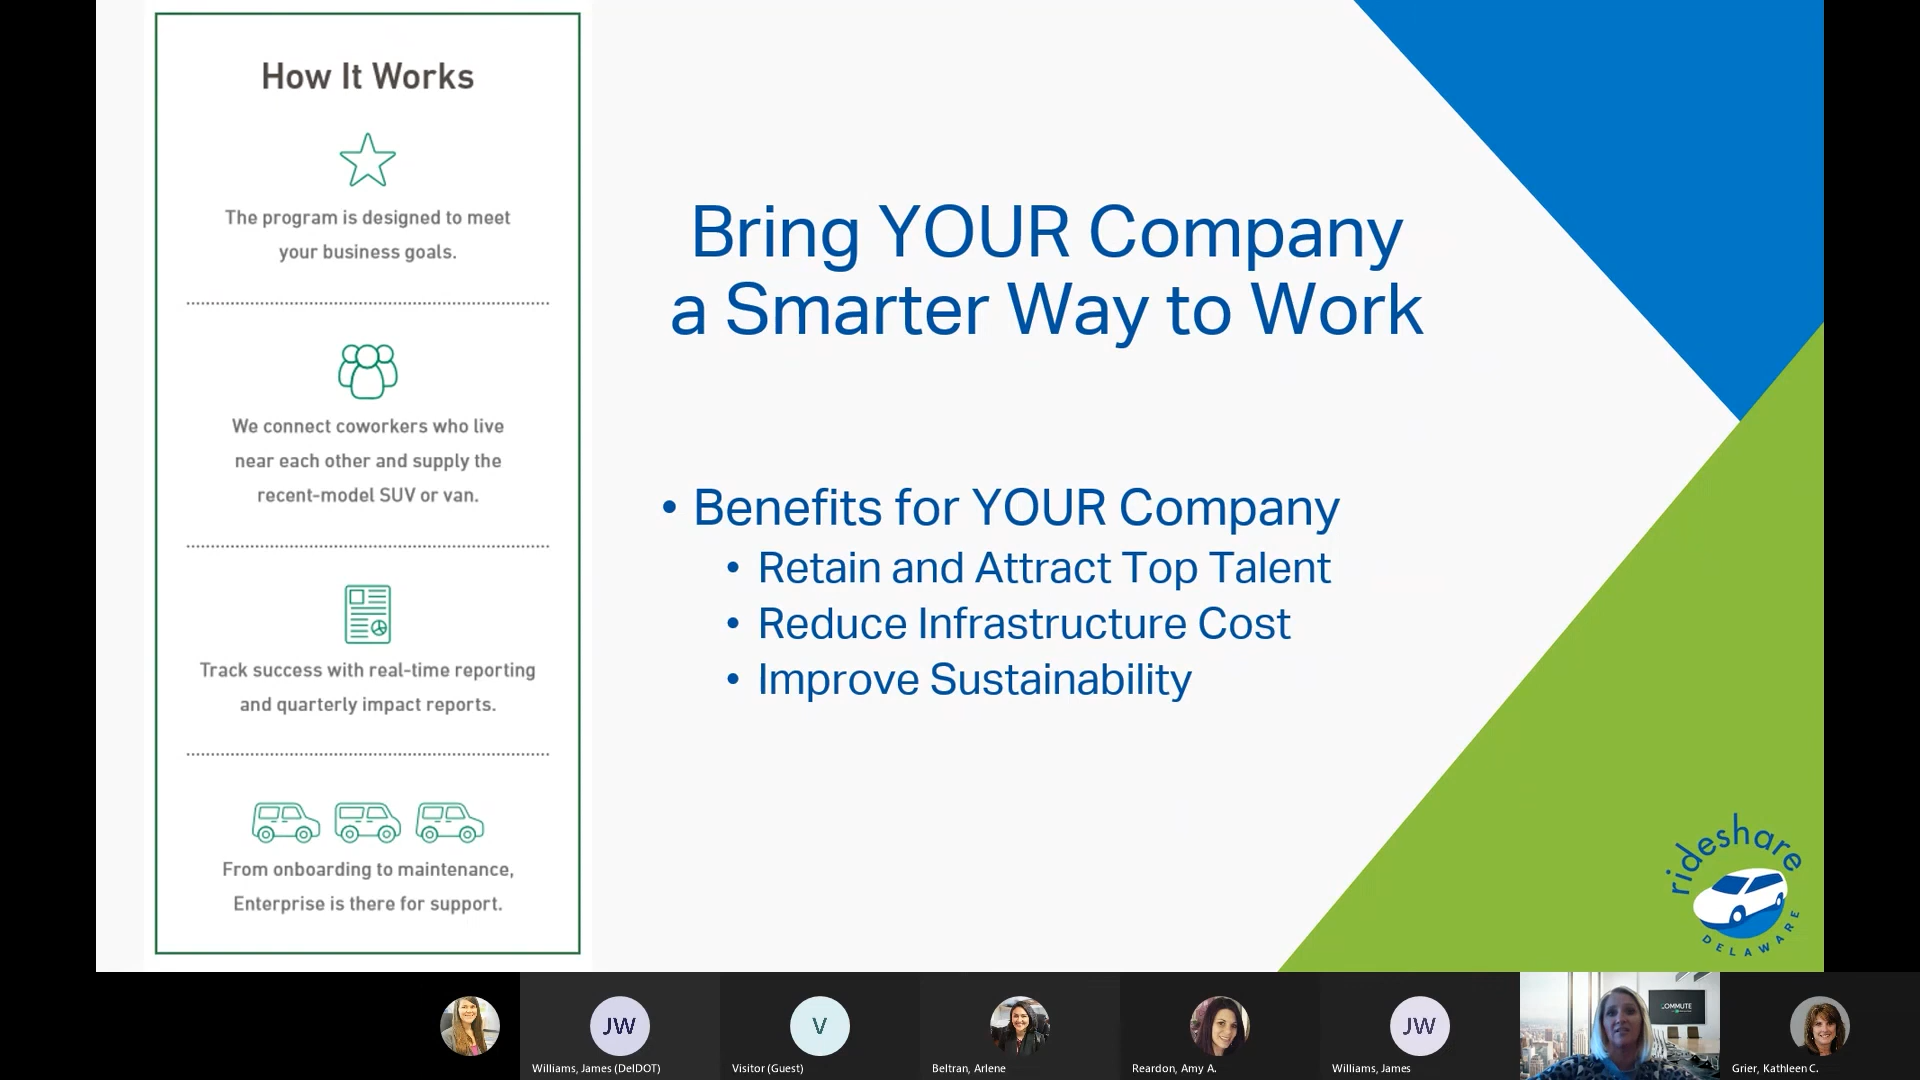 How It Works
The program is designed to meet
your business goals.
We connect coworkers who live
near each other and supply the
recent-model SUV or van.
Track success with real-time reporting
and quarterly impact reports.
From onboarding to maintenance,
Enterprise is there for support.
Bring YOUR Company
a Smarter Way to Work
• Benefits for YOUR Company
• Retain and Attract Top Talent
• Reduce Infrastructure Cost
• Improve Sustainability
rideshare
DELAWARE
JW
Williams, James (DelDOT)
V
Visitor (Guest)
Beltran, Arlene
Reardon, Amy A.
JW
Williams, James
COMMUTE
Grier, Kathleen C.